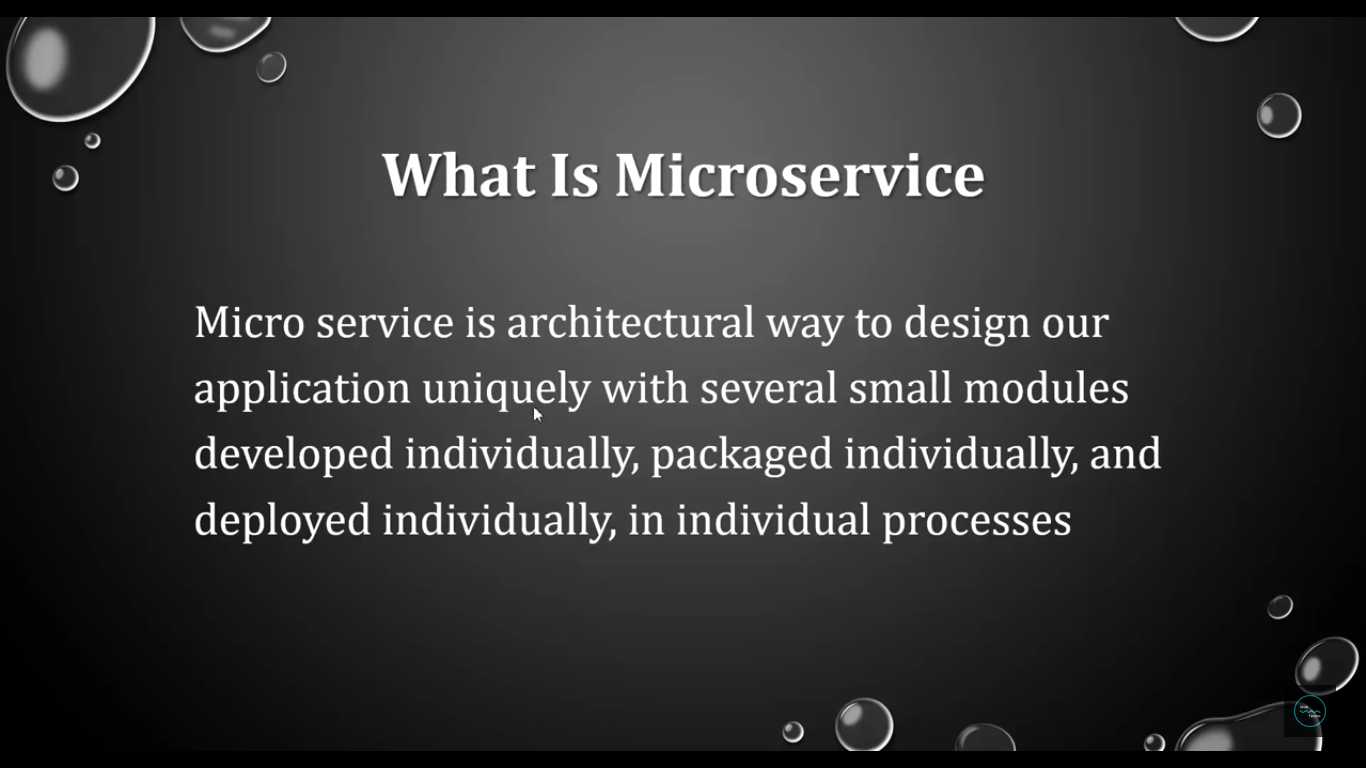 What Is Microservice
Micro service is architectural way to design our
application uniquely with several small modules
developed individually, packaged individually, and
deployed individually, in individual processes